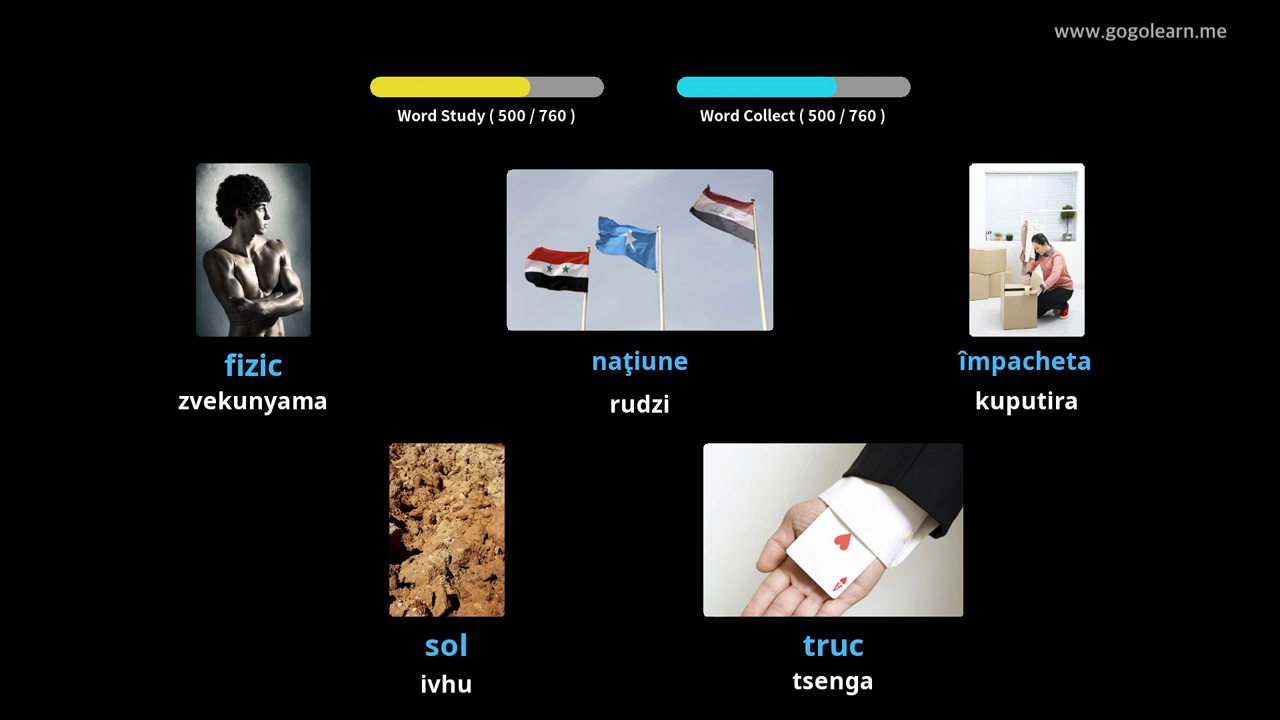 www.gogolearn.me
Word Study ( 500 / 760 )
Word Collect ( 500 / 760 )
fizic
zvekunyama
naţiune
rudzi
împacheta
kuputira
sol
ivhu
truc
tsenga